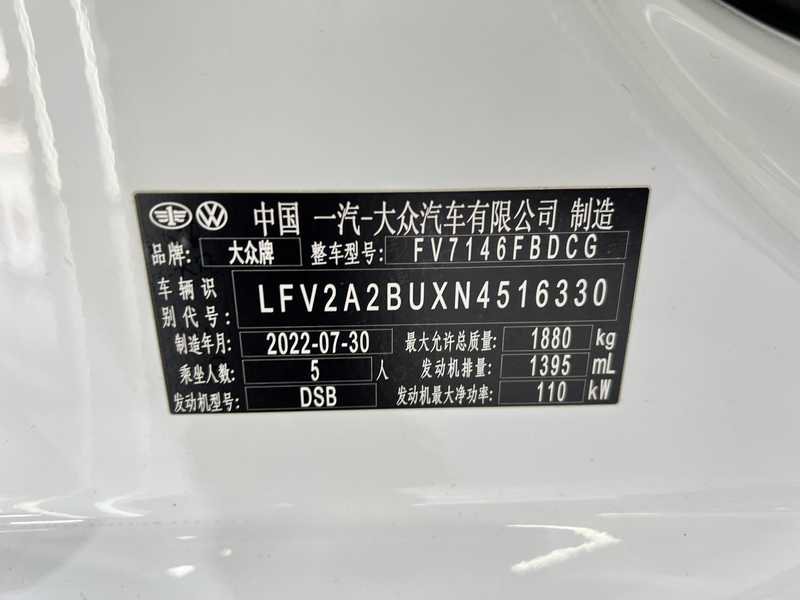 中国 一汽-大众汽车有限公司 制造
品牌: 大众牌 整车型号: FV7146FBDCG
车辆识别代号: LFV2A2BUXN4516330
制造年月: 2022-07-30 最大允许总质量: 1880 kg
乘坐人数: 5 人 发动机排量: 1395 mL
发动机型号: DSB 发动机最大净功率: 110 kW